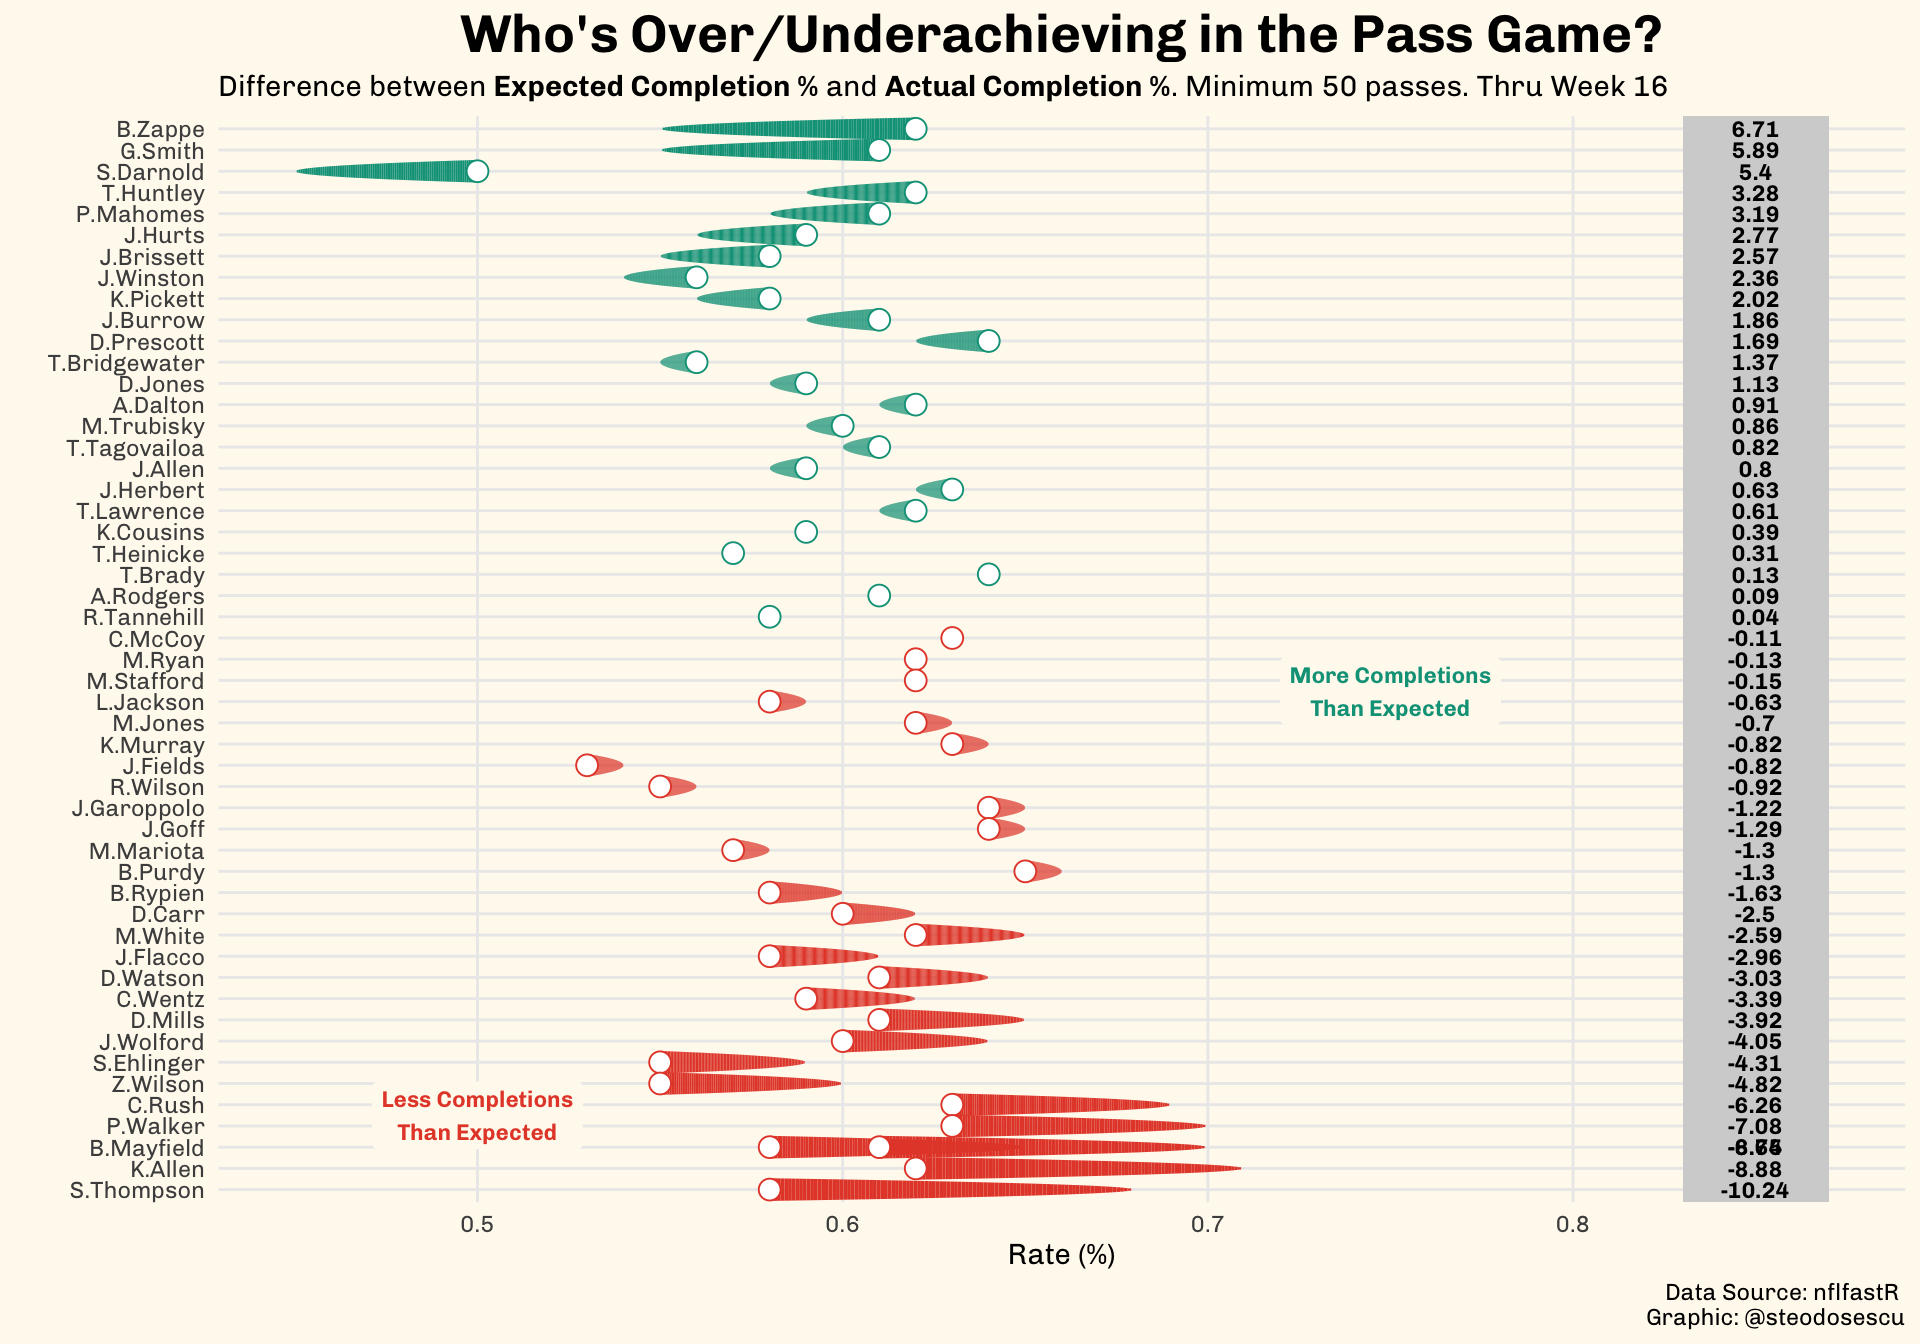 Who's Over/Underachieving in the Pass Game?
Difference between Expected Completion % and Actual Completion %. Minimum 50 passes. Thru Week 16
B.Zappe 6.71
G.Smith 5.89
S.Darnold 5.4
T.Huntley 3.28
P.Mahomes 3.19
J.Hurts 2.77
J.Brissett 2.57
J.Winston 2.36
K.Pickett 2.02
J.Burrow 1.86
D.Prescott 1.69
T.Bridgewater 1.37
D.Jones 1.13
A.Dalton 0.91
M.Trubisky 0.86
T.Tagovailoa 0.82
J.Allen 0.8
J.Herbert 0.63
T.Lawrence 0.61
K.Cousins 0.39
T.Heinicke 0.31
T.Brady 0.13
A.Rodgers 0.09
R.Tannehill 0.04
C.McCoy -0.11
M.Ryan -0.13
More Completions
M.Stafford -0.15
L.Jackson -0.63
Than Expected
M.Jones -0.7
K.Murray -0.82
J.Fields -0.82
R.Wilson -0.92
J.Garoppolo -1.22
J.Goff -1.29
M.Mariota -1.3
B.Purdy -1.3
B.Rypien -1.63
D.Carr -2.5
M.White -2.59
J.Flacco -2.96
D.Watson -3.03
C.Wentz -3.39
D.Mills -3.92
J.Wolford -4.05
S.Ehlinger -4.31
Z.Wilson -4.82
Less Completions
C.Rush -6.26
P.Walker -7.08
Than Expected
B.Mayfield
K.Allen -8.88
S.Thompson -10.24
0.5 0.6 0.7 0.8
Rate (%)
Data Source: nflfastR
Graphic: @steodosescu